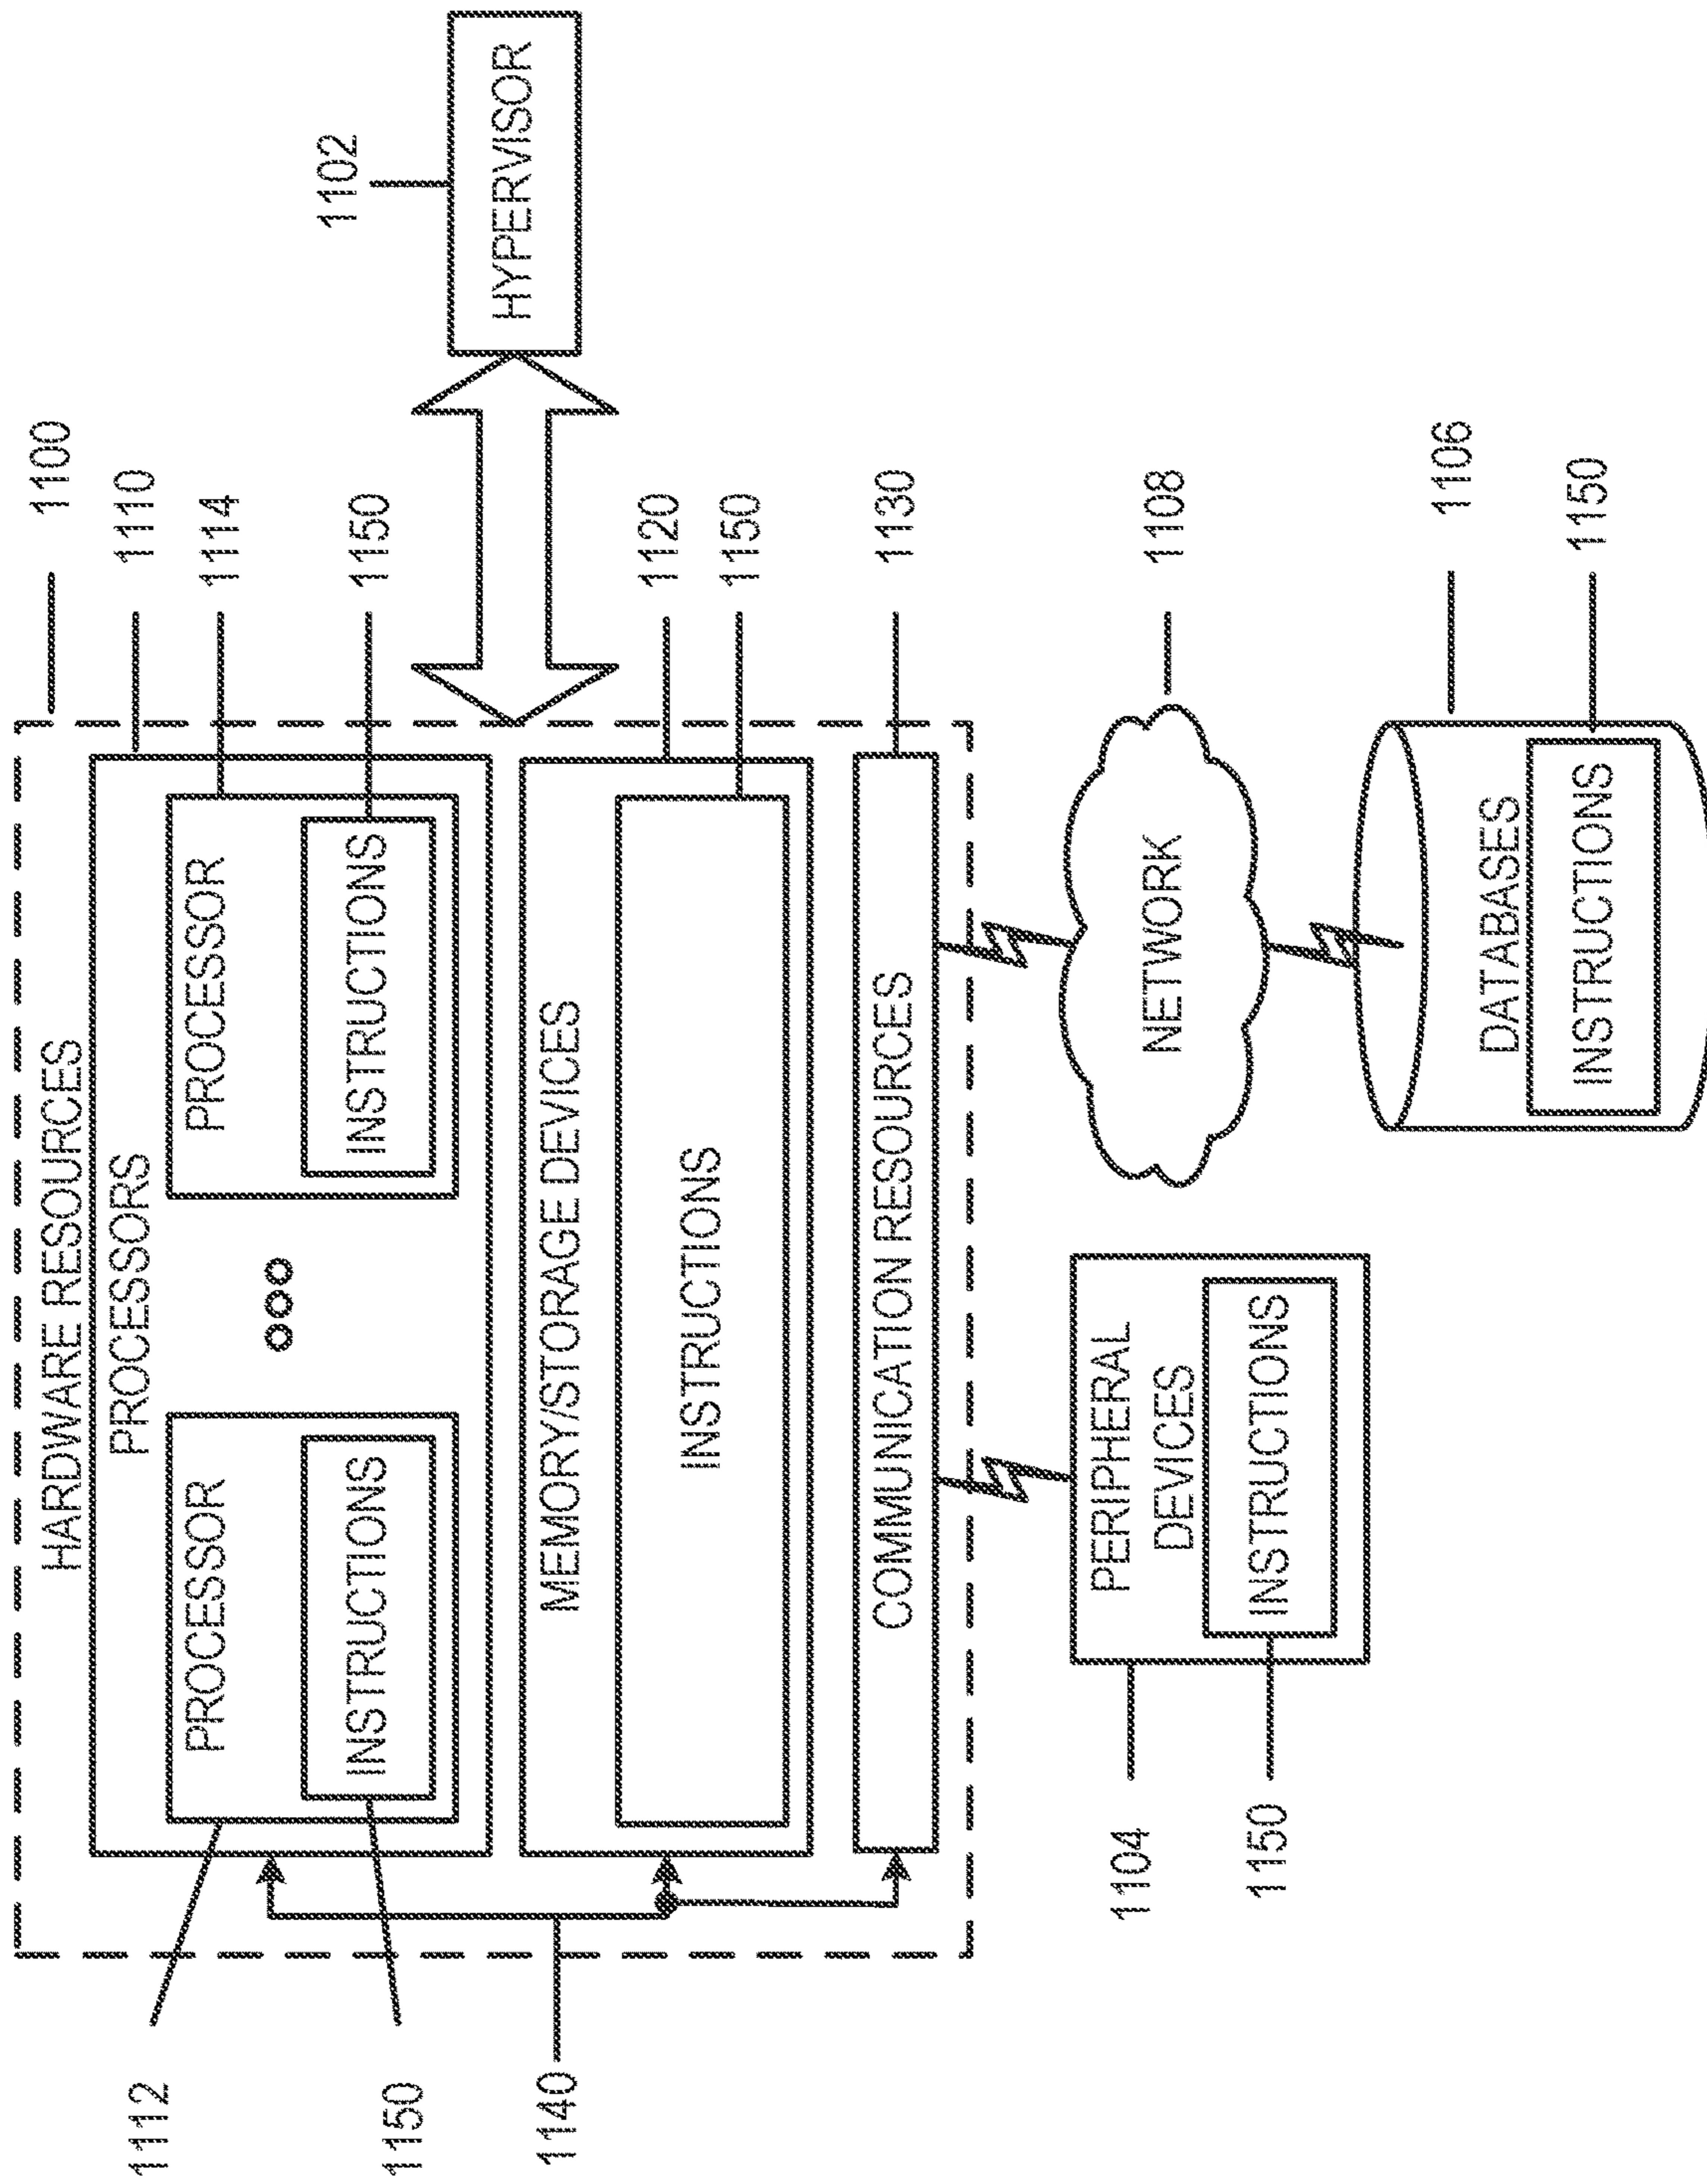 HARDWARE RESOURCES
1100
PROCESSORS
1110
1112
PROCESSOR
PROCESSOR
1114
1150
INSTRUCTIONS
INSTRUCTIONS
1150
1102
HYPERVISOR
1140
MEMORY/STORAGE DEVICES
1120
INSTRUCTIONS
1150
COMMUNICATION RESOURCES
1130
1104
PERIPHERAL
DEVICES
1150
INSTRUCTIONS
NETWORK
1108
1106
DATABASES
INSTRUCTIONS
1150